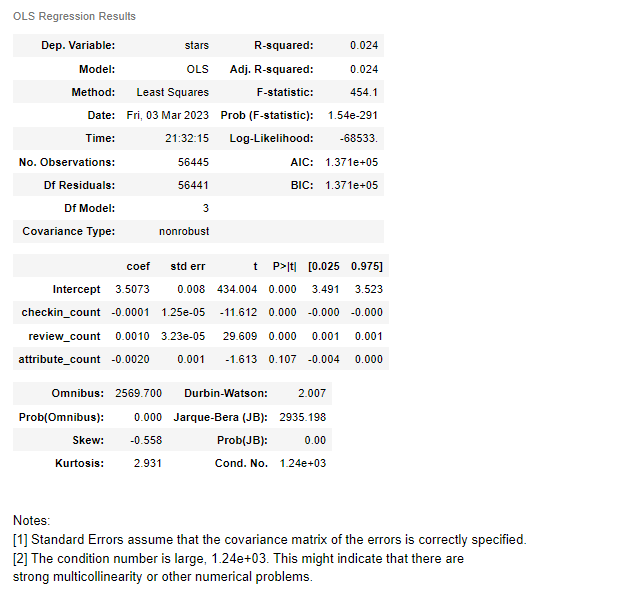 OLS Regression Results
Dep. Variable: stars R-squared: 0.024
Model: OLS Adj. R-squared: 0.024
Method: Least Squares F-statistic: 454.1
Date: Fri, 03 Mar 2023 Prob (F-statistic): 1.54e-291
Time: 21:32:15 Log-Likelihood: -68533.
No. Observations: 56445 AIC: 1.371e+05
Df Residuals: 56441 BIC: 1.371e+05
Df Model: 3
Covariance Type: nonrobust
coef std err t P>|t| [0.025 0.975]
Intercept 3.5073 0.008 434.004 0.000 3.491 3.523
checkin_count -0.0001 1.25e-05 -11.612 0.000 -0.000 -0.000
review_count 0.0010 3.23e-05 29.609 0.000 0.001 0.001
attribute_count -0.0020 0.001 -1.613 0.107 -0.004 0.000
Omnibus: 2569.700 Durbin-Watson: 2.007
Prob(Omnibus): 0.000 Jarque-Bera (JB): 2935.198
Skew: -0.558 Prob(JB): 0.00
Kurtosis: 2.931 Cond. No. 1.24e+03
Notes:
[1] Standard Errors assume that the covariance matrix of the errors is correctly specified.
[2] The condition number is large, 1.24e+03. This might indicate that there are
strong multicollinearity or other numerical problems.